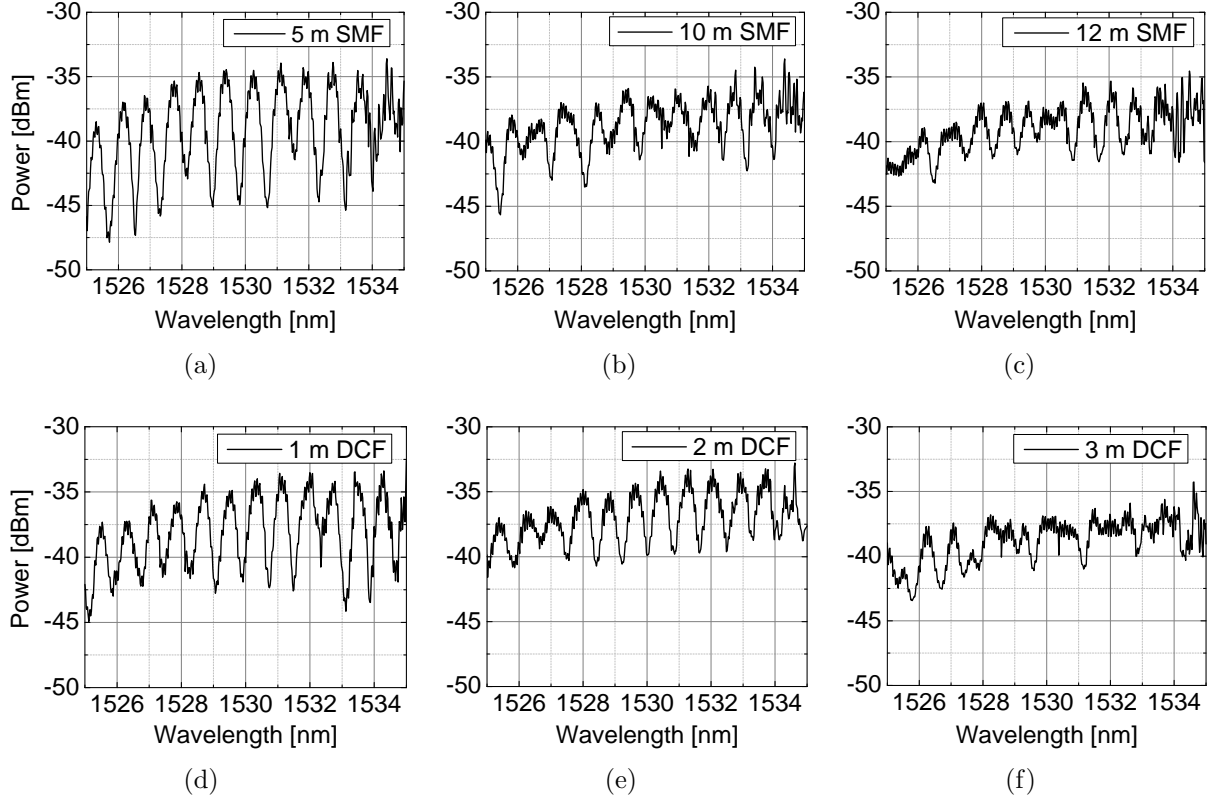 -30
-35
-40
-45
-50
Power [dBm]
5 m SMF
1526 1528 1530 1532 1534
Wavelength [nm]
(a)
-30
-35
-40
-45
-50
10 m SMF
1526 1528 1530 1532 1534
Wavelength [nm]
(b)
-30
-35
-40
-45
-50
12 m SMF
1526 1528 1530 1532 1534
Wavelength [nm]
(c)
-30
-35
-40
-45
-50
Power [dBm]
1 m DCF
1526 1528 1530 1532 1534
Wavelength [nm]
(d)
-30
-35
-40
-45
-50
2 m DCF
1526 1528 1530 1532 1534
Wavelength [nm]
(e)
-30
-35
-40
-45
-50
3 m DCF
1526 1528 1530 1532 1534
Wavelength [nm]
(f)